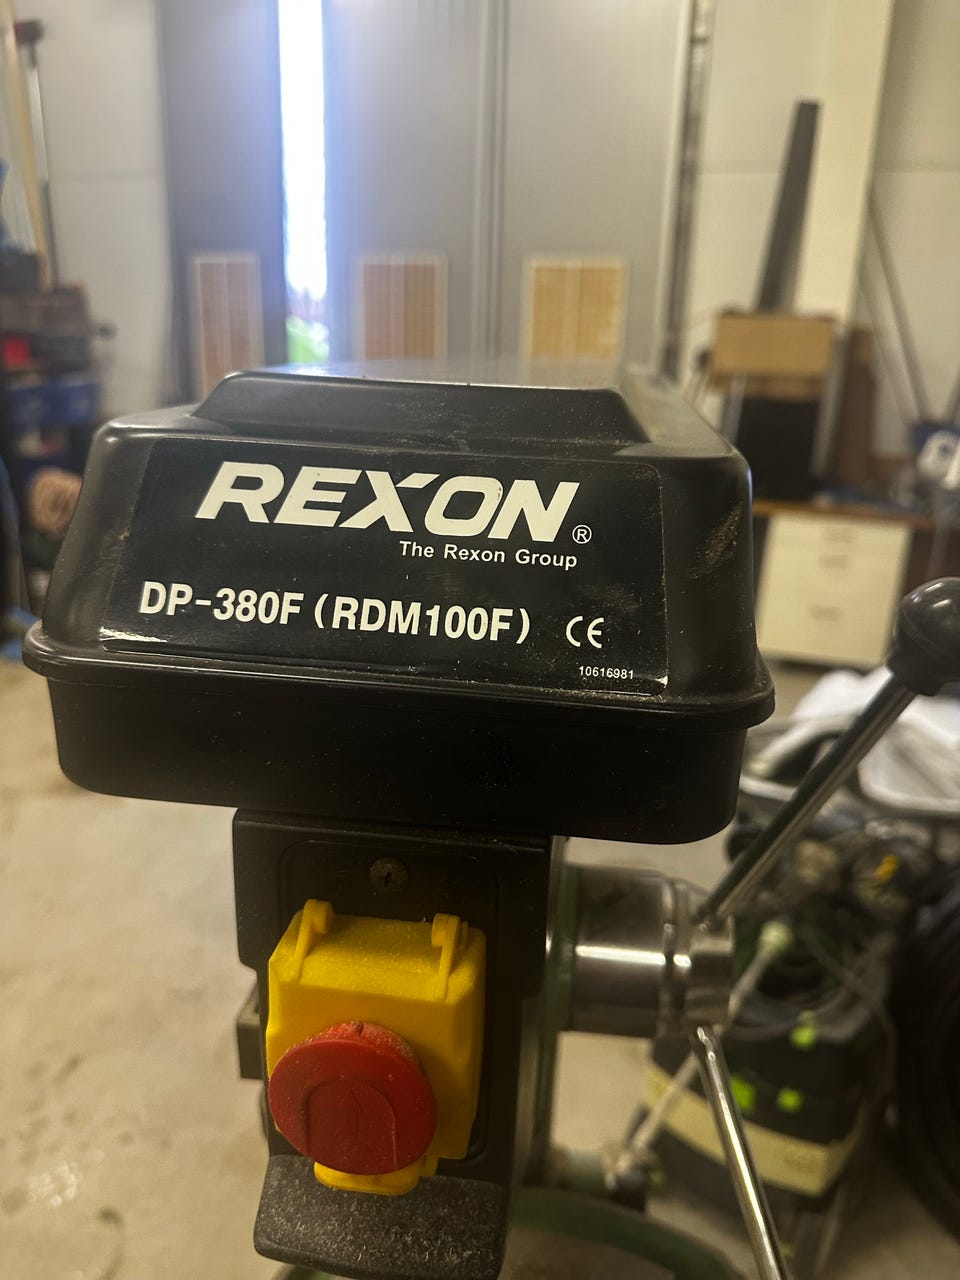 REXON®
The Rexon Group
DP-380F (RDM100F) CE
10616981